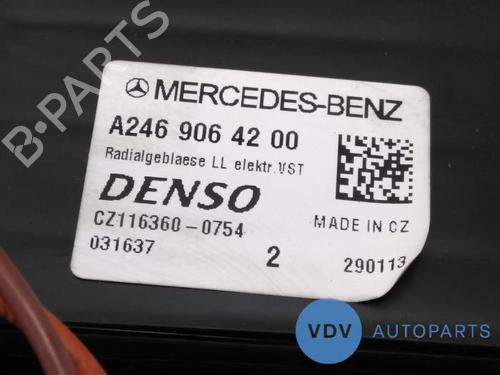 MERCEDES-BENZ
A246 906 42 00
Radialgeblaese LL elektr.VST
DENSO
CZ116360-0754
MADE IN CZ
031637
2
290113
B-PARTS
VDV AUTOPARTS